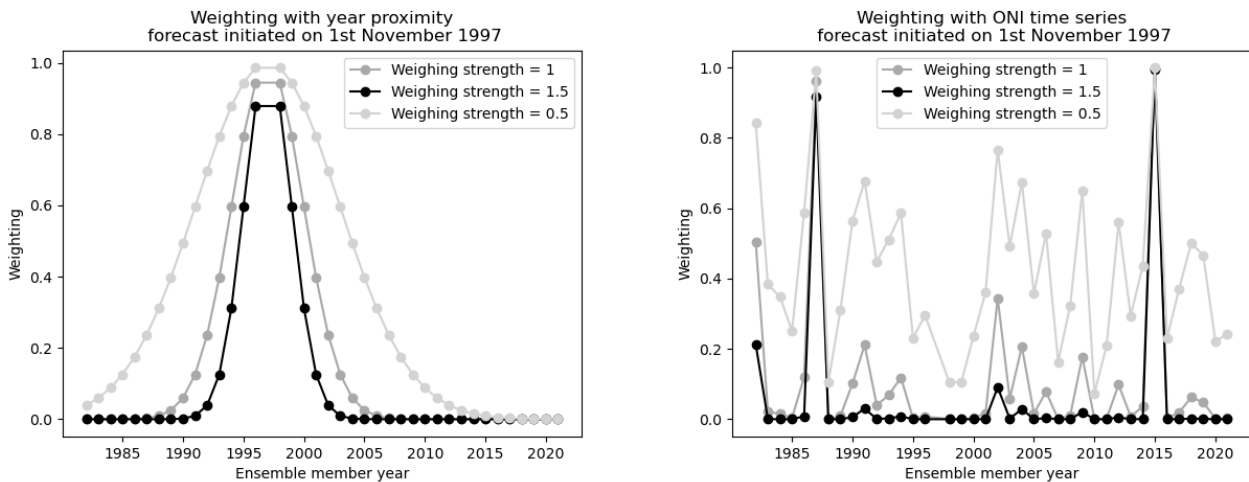 Weighting with year proximity
forecast initiated on 1st November 1997
1.0
0.8
0.6
0.4
0.2
0.0
Weighting
Weighing strength = 1
Weighing strength = 1.5
Weighing strength = 0.5
1985 1990 1995 2000 2005 2010 2015 2020
Ensemble member year
Weighting with ONI time series
forecast initiated on 1st November 1997
1.0
0.8
0.6
0.4
0.2
0.0
Weighting
Weighing strength = 1
Weighing strength = 1.5
Weighing strength = 0.5
1985 1990 1995 2000 2005 2010 2015 2020
Ensemble member year